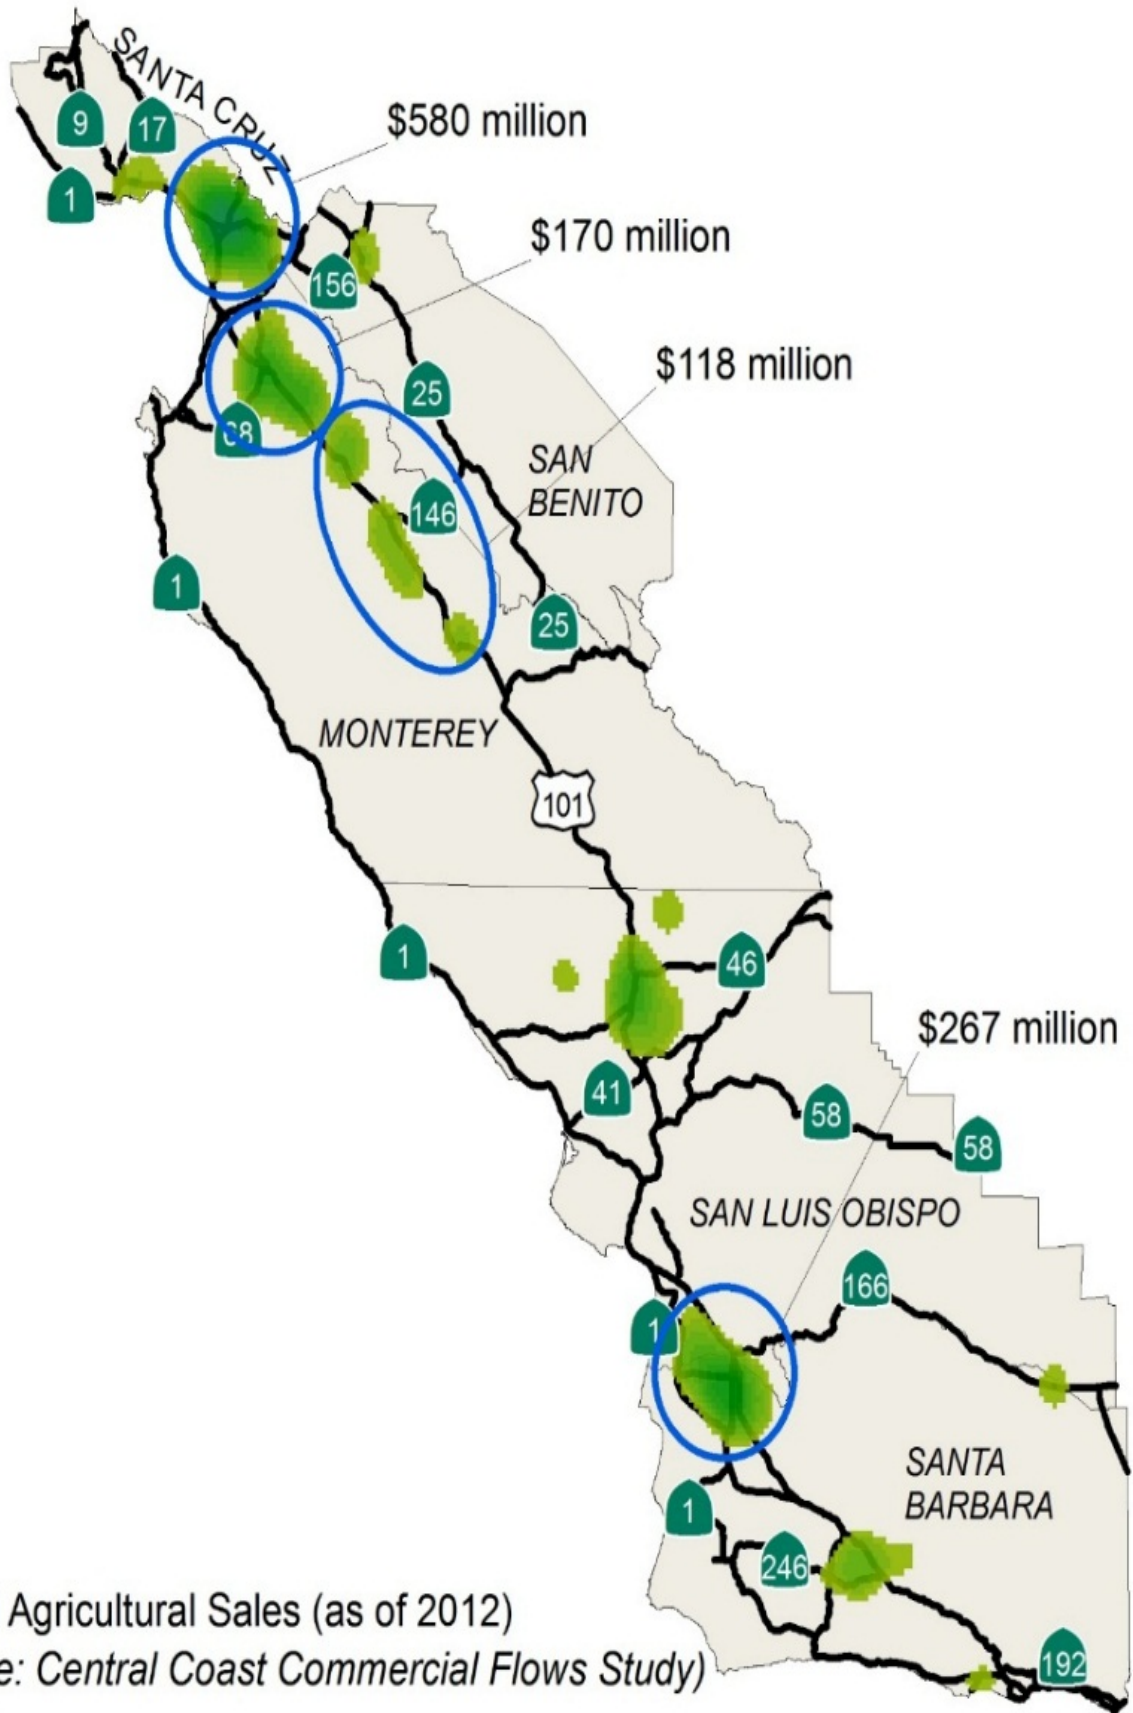 SANTA CRUZ
9
17
$580 million
1
$170 million
156
$118 million
25
68
SAN
BENITO
146
1
25
MONTEREY
101
1
46
$267 million
41
58
58
SAN LUIS OBISPO
166
1
SANTA
BARBARA
1
246
Agricultural Sales (as of 2012)
e: Central Coast Commercial Flows Study)
192